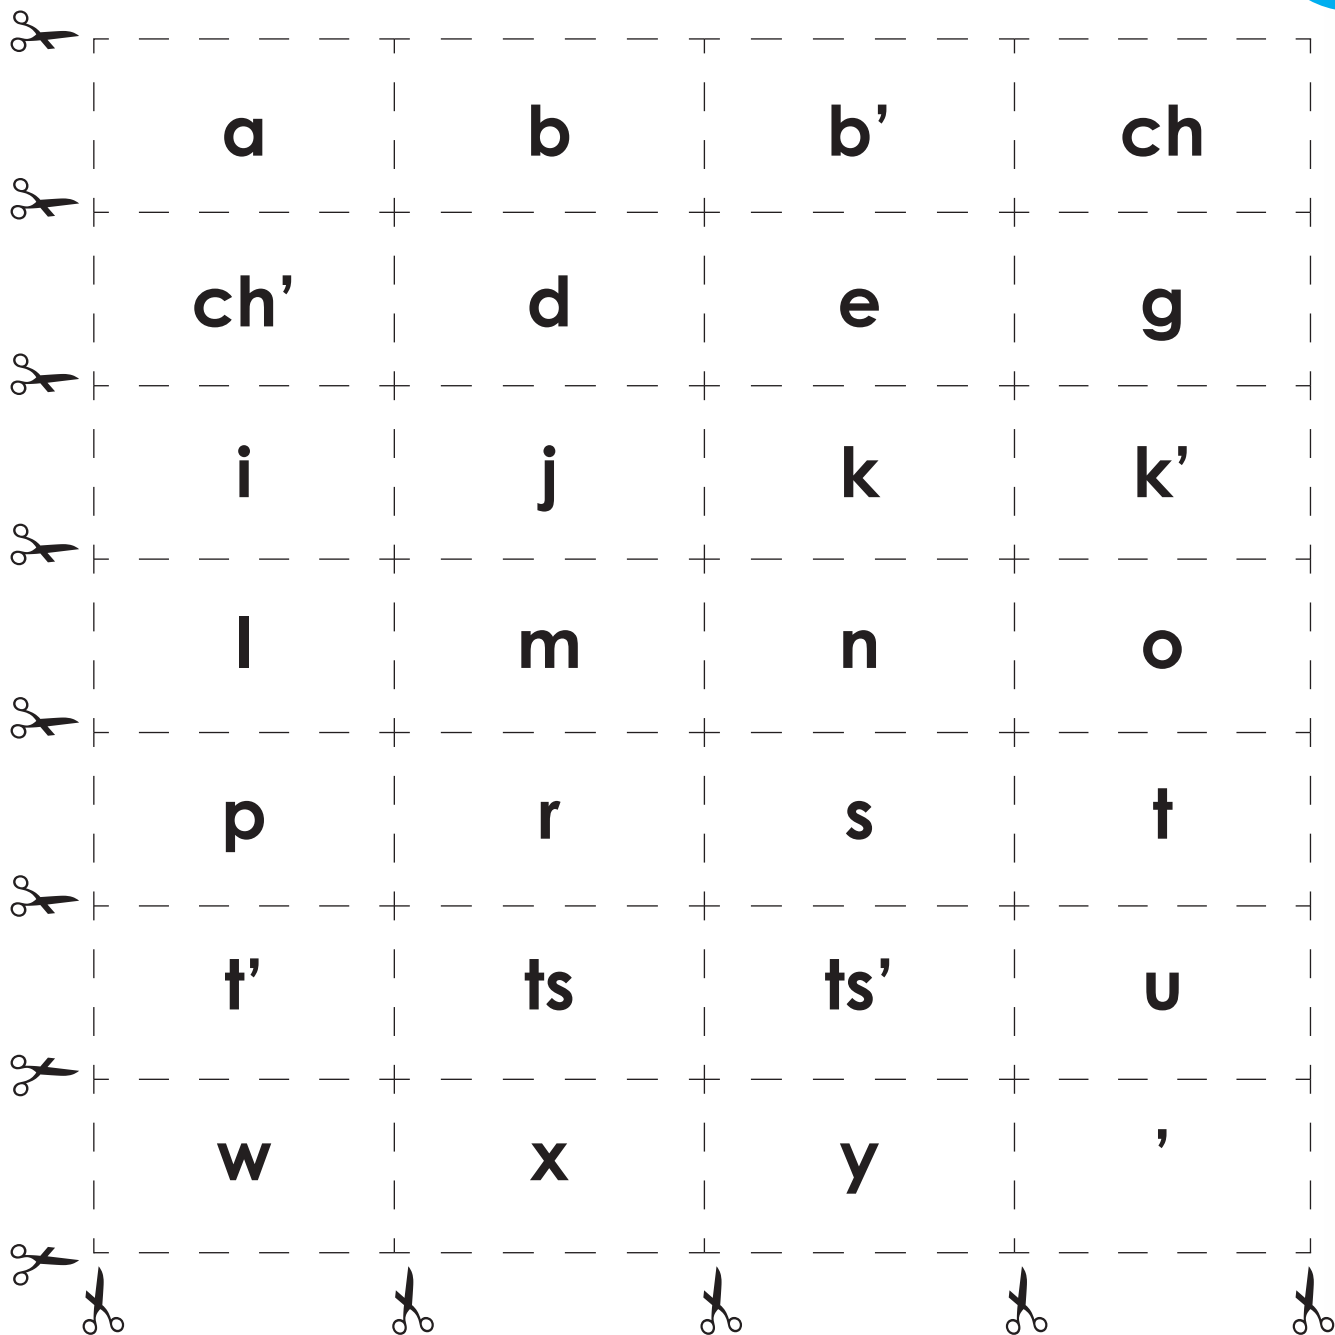 a b b’ ch
ch’ d e g
i j k k’
l m n o
p r s t
t’ ts ts’ u
w x y ’